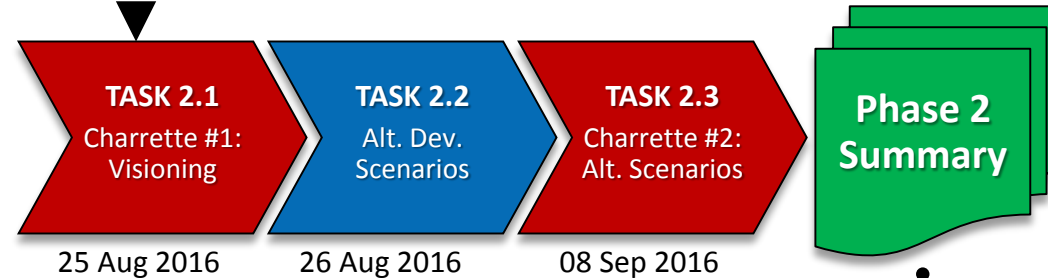 TASK 2.1
Charrette #1:
Visioning
25 Aug 2016
TASK 2.2
Alt. Dev.
Scenarios
26 Aug 2016
TASK 2.3
Charrette #2:
Alt. Scenarios
08 Sep 2016
Phase 2
Summary